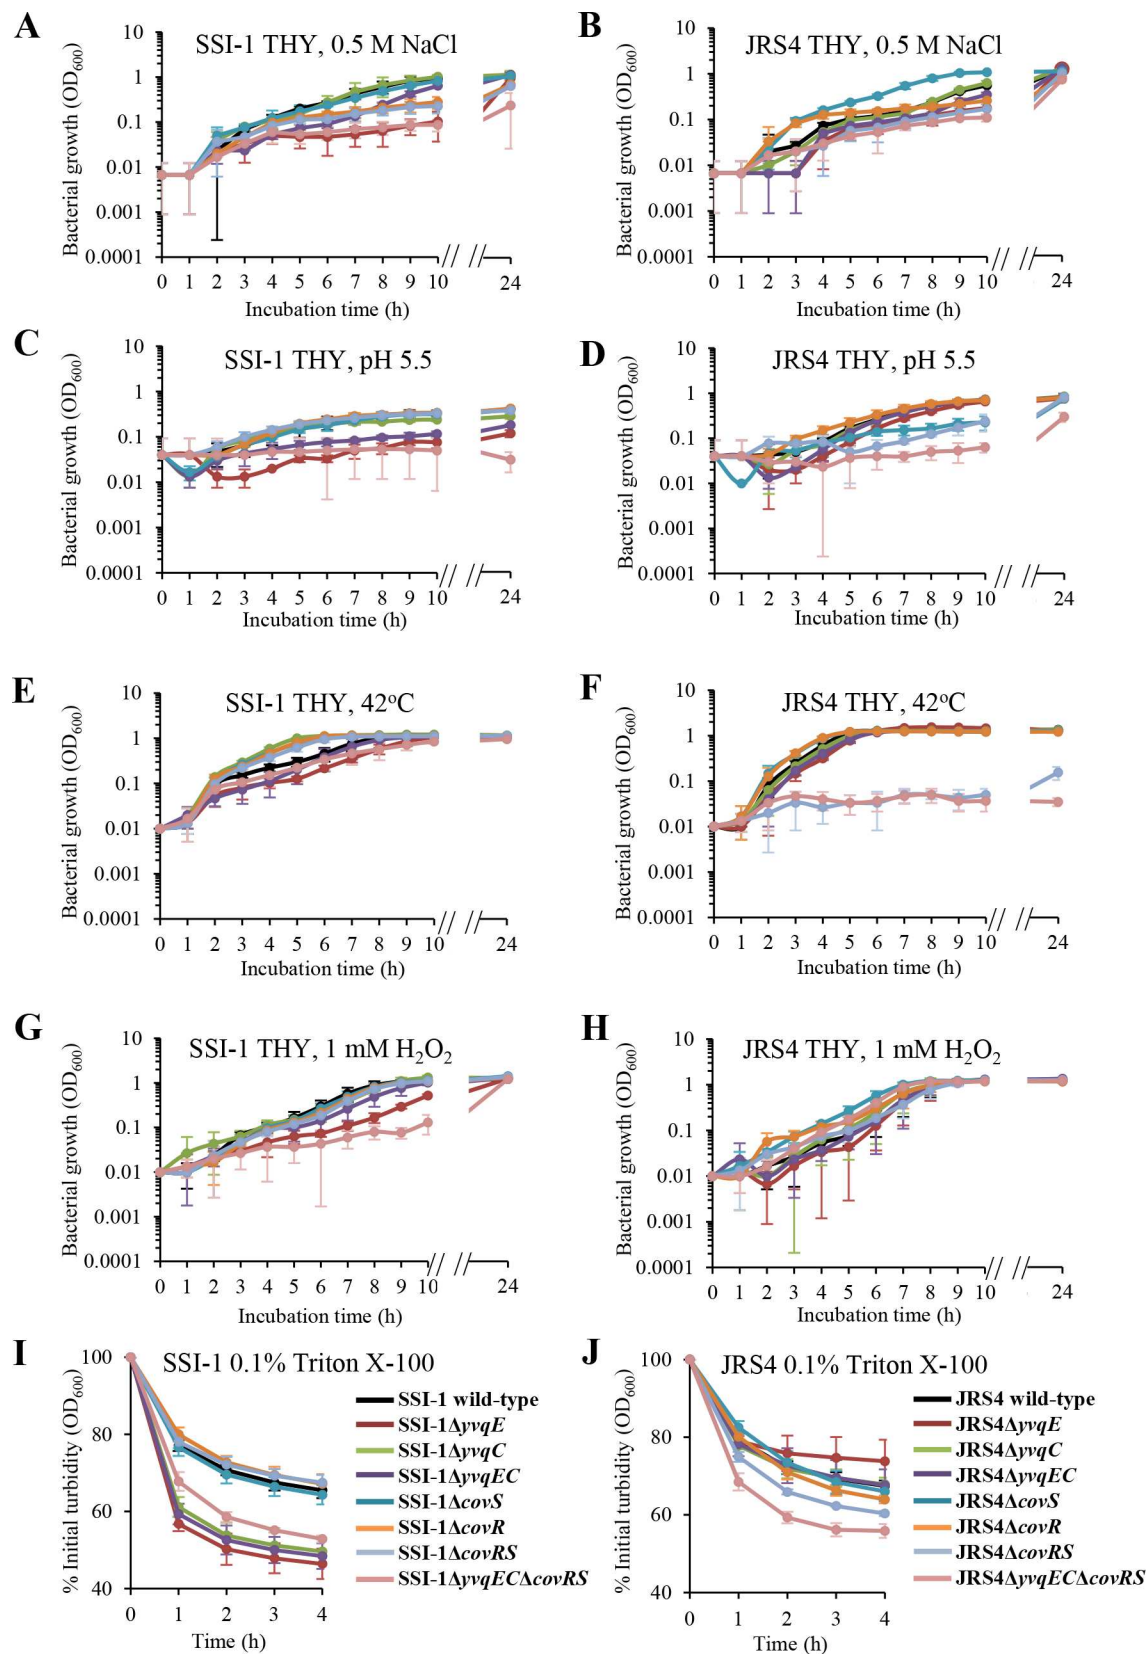 A
SSI-1 THY, 0.5 M NaCl
Bacterial growth (OD600)
10
1
0.1
0.01
0.001
0.0001
0 1 2 3 4 5 6 7 8 9 10 24
Incubation time (h)
B
JRS4 THY, 0.5 M NaCl
Bacterial growth (OD600)
10
1
0.1
0.01
0.001
0.0001
0 1 2 3 4 5 6 7 8 9 10 24
Incubation time (h)
C
SSI-1 THY, pH 5.5
Bacterial growth (OD600)
10
1
0.1
0.01
0.001
0.0001
0 1 2 3 4 5 6 7 8 9 10 24
Incubation time (h)
D
JRS4 THY, pH 5.5
Bacterial growth (OD600)
10
1
0.1
0.01
0.001
0.0001
0 1 2 3 4 5 6 7 8 9 10 24
Incubation time (h)
E
SSI-1 THY, 42°C
Bacterial growth (OD600)
10
1
0.1
0.01
0.001
0.0001
0 1 2 3 4 5 6 7 8 9 10 24
Incubation time (h)
F
JRS4 THY, 42°C
Bacterial growth (OD600)
10
1
0.1
0.01
0.001
0.0001
0 1 2 3 4 5 6 7 8 9 10 24
Incubation time (h)
G
SSI-1 THY, 1 mM H2O2
Bacterial growth (OD600)
10
1
0.1
0.01
0.001
0.0001
0 1 2 3 4 5 6 7 8 9 10 24
Incubation time (h)
H
JRS4 THY, 1 mM H2O2
Bacterial growth (OD600)
10
1
0.1
0.01
0.001
0.0001
0 1 2 3 4 5 6 7 8 9 10 24
Incubation time (h)
I
SSI-1 0.1% Triton X-100
% Initial turbidity (OD600)
100
80
60
40
0 1 2 3 4
Time (h)
SSI-1 wild-type
SSI-1ΔyvqE
SSI-1ΔyvqC
SSI-1ΔyvqEC
SSI-1ΔcovS
SSI-1ΔcovR
SSI-1ΔcovRS
SSI-1ΔyvqECΔcovRS
J
JRS4 0.1% Triton X-100
% Initial turbidity (OD600)
100
80
60
40
0 1 2 3 4
Time (h)
JRS4 wild-type
JRS4ΔyvqE
JRS4ΔyvqC
JRS4ΔyvqEC
JRS4ΔcovS
JRS4ΔcovR
JRS4ΔcovRS
JRS4ΔyvqECΔcovRS